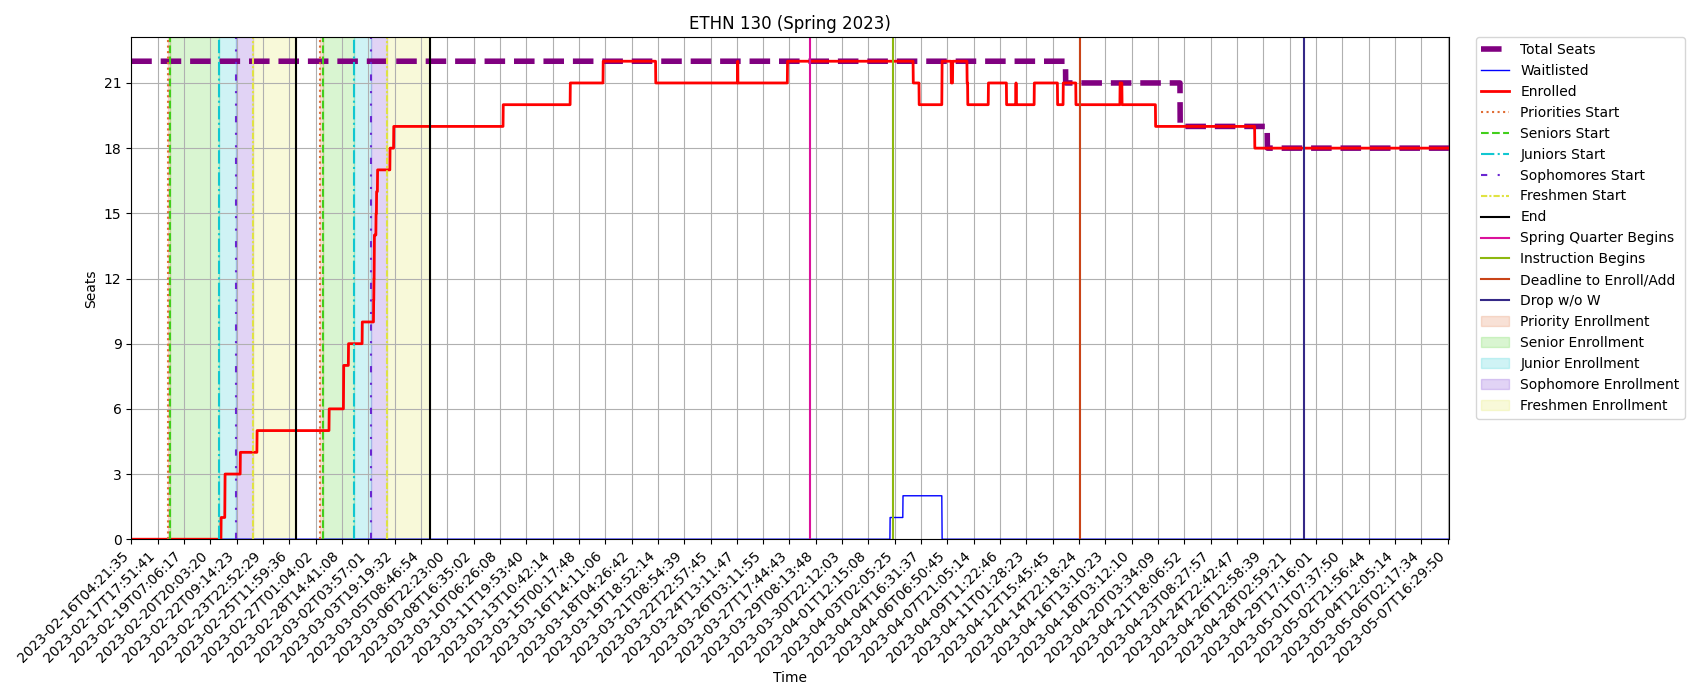 ETHN 130 (Spring 2023)
Seats
21
18
15
12
9
6
3
0
2023-02-16T04:21:35
2023-02-17T17:51:41
2023-02-19T07:06:17
2023-02-20T20:03:20
2023-02-22T09:14:23
2023-02-23T22:52:29
2023-02-25T11:59:36
2023-02-27T01:04:02
2023-02-28T14:41:08
2023-03-02T03:57:01
2023-03-03T19:19:32
2023-03-05T08:46:54
2023-03-06T22:23:00
2023-03-08T16:35:02
2023-03-10T06:26:08
2023-03-11T19:53:40
2023-03-13T10:42:14
2023-03-15T00:17:48
2023-03-16T14:11:06
2023-03-18T04:26:42
2023-03-19T18:52:14
2023-03-21T08:54:39
2023-03-22T22:57:45
2023-03-24T13:11:47
2023-03-26T03:11:55
2023-03-27T17:44:43
2023-03-29T08:13:48
2023-03-30T22:12:03
2023-04-01T12:15:08
2023-04-03T02:05:25
2023-04-04T16:31:37
2023-04-06T06:50:45
2023-04-07T21:05:14
2023-04-09T11:22:46
2023-04-11T01:28:23
2023-04-12T15:45:45
2023-04-14T22:18:24
2023-04-16T13:10:23
2023-04-18T03:12:10
2023-04-20T03:34:09
2023-04-21T18:06:52
2023-04-23T08:27:57
2023-04-24T22:42:47
2023-04-26T12:58:39
2023-04-28T02:59:21
2023-04-29T17:16:01
2023-05-01T07:37:50
2023-05-02T21:56:44
2023-05-04T12:05:14
2023-05-06T02:17:34
2023-05-07T16:29:50
Time
Total Seats
Waitlisted
Enrolled
Priorities Start
Seniors Start
Juniors Start
Sophomores Start
Freshmen Start
End
Spring Quarter Begins
Instruction Begins
Deadline to Enroll/Add
Drop w/o W
Priority Enrollment
Senior Enrollment
Junior Enrollment
Sophomore Enrollment
Freshmen Enrollment